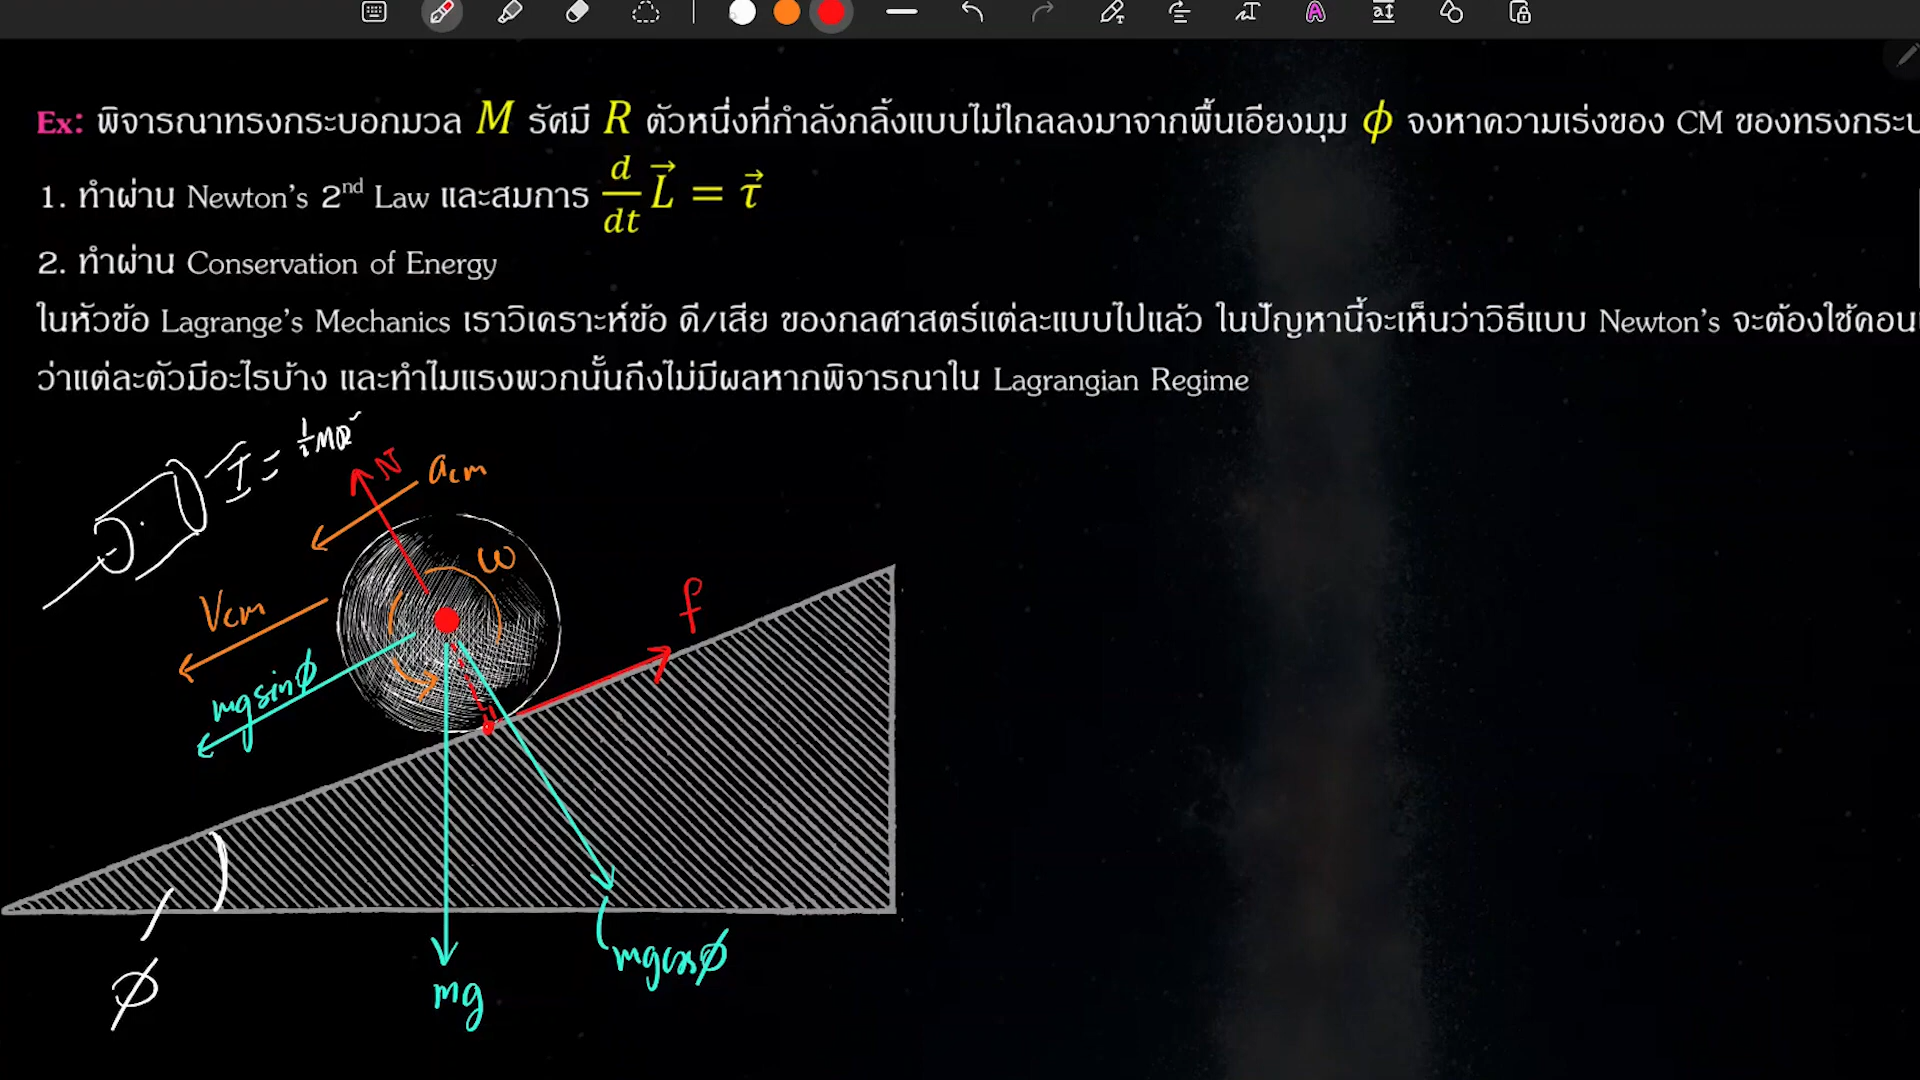 Ex: พิจารณาทรงกระบอกมวล M รัศมี R ตัวหนึ่งที่กำลังกลิ้งแบบไม่ไถลลงมาจากพื้นเอียงมุม ϕ จงหาความเร่งของ CM ของทรงกระบ
1. ทำผ่าน Newton's 2nd Law และสมการ d/dt L⃗ = τ⃗
2. ทำผ่าน Conservation of Energy
ในหัวข้อ Lagrange's Mechanics เราวิเคราะห์ข้อ ดี/เสีย ของกลศาสตร์แต่ละแบบไปแล้ว ในปัญหานี้จะเห็นว่าวิธีแบบ Newton's จะต้องใช้คอน
ว่าแต่ละตัวมีอะไรบ้าง และทำไมแรงพวกนั้นถึงไม่มีผลหากพิจารณาใน Lagrangian Regime
I = ½MR²
N
acm
ω
Vcm
f
mgsinϕ
mgcosϕ
ϕ
mg